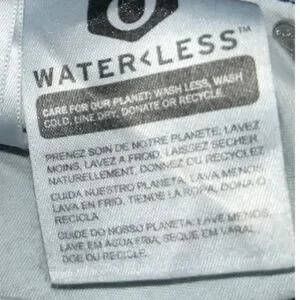 WATER<LESS™
CARE FOR OUR PLANET: WASH LESS, WASH
COLD, LINE DRY, DONATE OR RECYCLE.
PRENEZ SOIN DE NOTRE PLANETE: LAVEZ
MOINS, LAVEZ A FROID, LAISSEZ SECHER
NATURELLEMENT, DONNEZ OU RECYCLEZ
CUIDA NUESTRO PLANETA, LAVA MENOS,
LAVA EN FRIO, TIENDE LA ROPA, DONA O
RECICLA
GUIDE DO NOSSO PLANETA: LAVE MENOS,
LAVE EM AGUA FRIA, SEQUE EM VARAL,
DOE OU RECICLE.